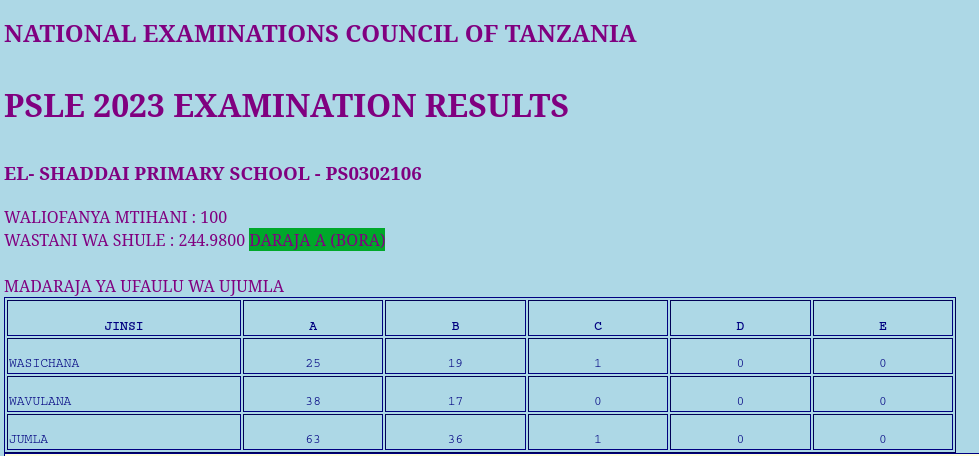 NATIONAL EXAMINATIONS COUNCIL OF TANZANIA
PSLE 2023 EXAMINATION RESULTS
EL- SHADDAI PRIMARY SCHOOL - PS0302106
WALIOFANYA MTIHANI : 100
WASTANI WA SHULE : 244.9800 DARAJA A (BORA)
MADARAJA YA UFAULU WA UJUMLA
JINSI A B C D E
WASICHANA 25 19 1 0 0
WAVULANA 38 17 0 0 0
JUMLA 63 36 1 0 0